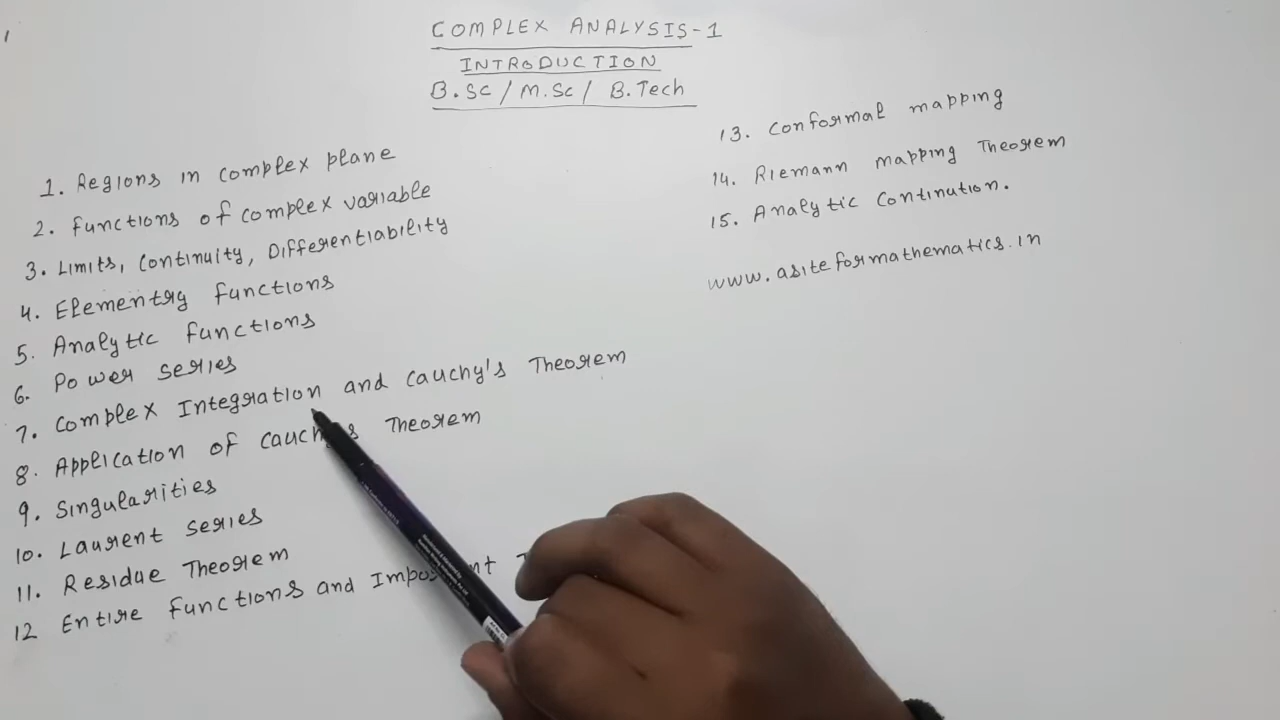 COMPLEX ANALYSIS-1
INTRODUCTION
B.Sc / M.Sc / B.Tech
1. Regions in complex plane
2. Functions of complex variable
3. Limits, Continuity, Differentiability
4. Elementry Functions
5. Analytic Functions
6. Power series
7. Complex Integration and Cauchy's Theorem
8. Application of Theorem
9. Singularities
10. Laurent series
11. Residue Theorem
12 Entire Functions and
13. Conformal mapping
14. Riemann mapping Theorem
15. Analytic Continution.
www.asiteformathematics.in